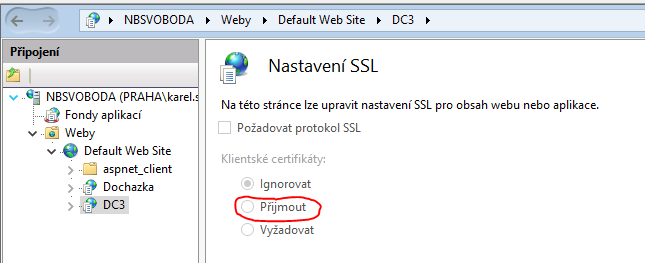 NBSVOBODA ▸ Weby ▸ Default Web Site ▸ DC3 ▸
Připojení
NBSVOBODA (PRAHA\karel.s
Fondy aplikací
Weby
Default Web Site
aspnet_client
Dochazka
DC3
Nastavení SSL
Na této stránce lze upravit nastavení SSL pro obsah webu nebo aplikace.
Požadovat protokol SSL
Klientské certifikáty:
Ignorovat
Přijmout
Vyžadovat